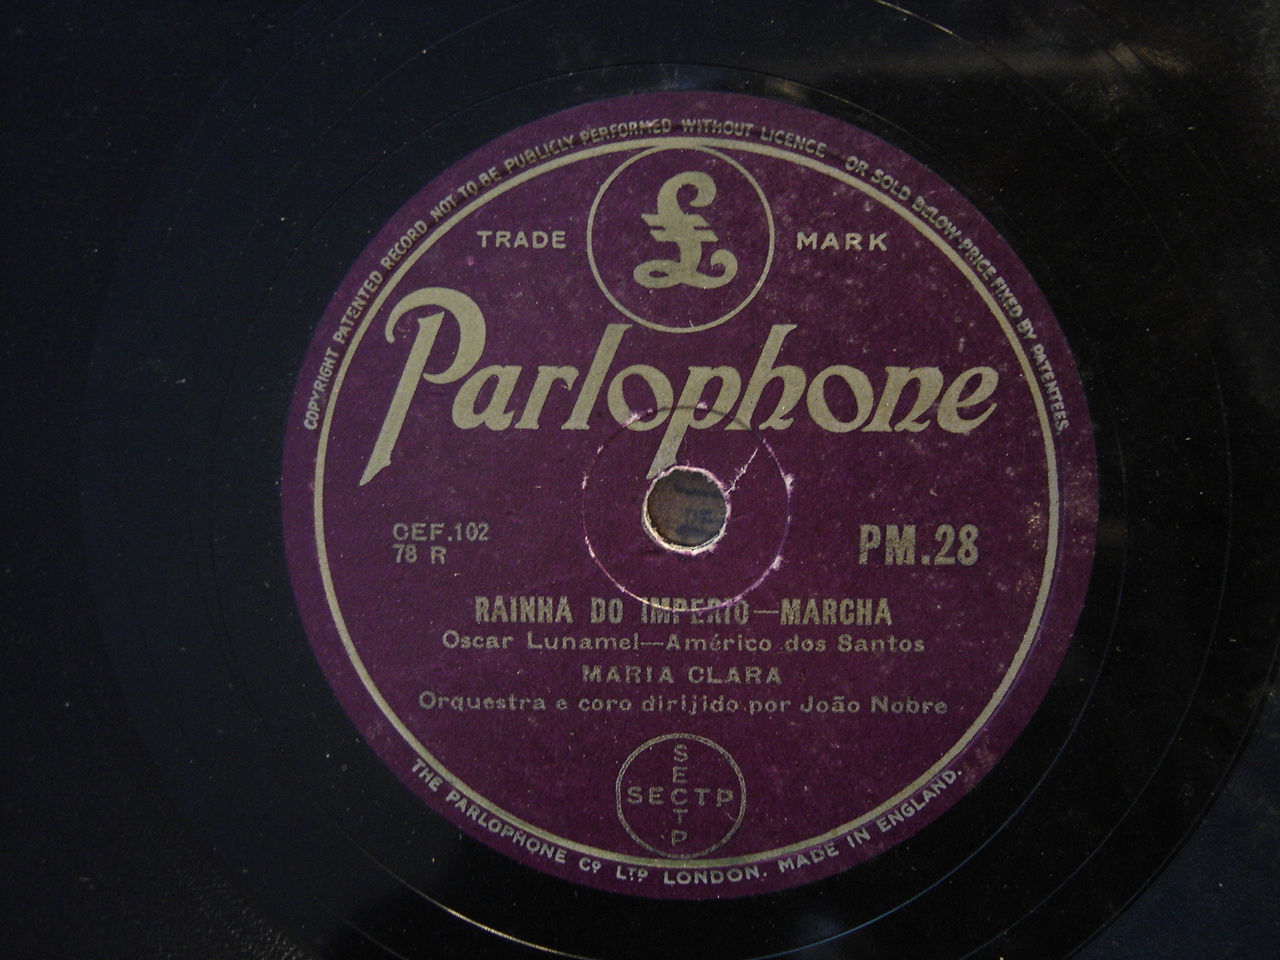 COPYRIGHT PATENTED RECORD NOT TO BE PUBLICLY PERFORMED WITHOUT LICENCE OR SOLD BELOW PRICE FIXED BY PATENTEES.
£
TRADE MARK
Parlophone
CEF.102
78 R
PM.28
RAINHA DO IMPERIO—MARCHA
Oscar Lunamel—Américo dos Santos
MARIA CLARA
Orquestra e coro dirijido por João Nobre
SECTP
SECTP
THE PARLOPHONE Co LTD LONDON. MADE IN ENGLAND.